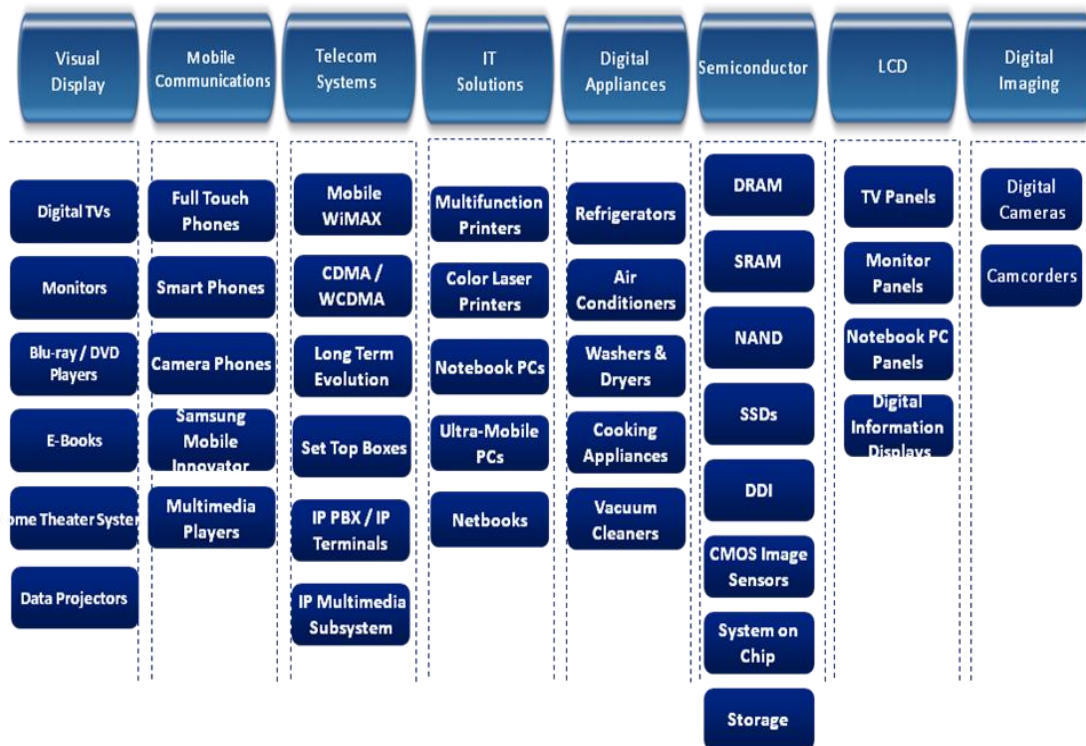 Visual
Display
Mobile
Communications
Telecom
Systems
IT
Solutions
Digital
Appliances
Semiconductor
LCD
Digital
Imaging
Digital TVs
Monitors
Blu-ray / DVD
Players
E-Books
ome Theater System
Data Projectors
Full Touch
Phones
Smart Phones
Camera Phones
Samsung
Mobile
Innovator
Multimedia
Players
Mobile
WiMAX
CDMA /
WCDMA
Long Term
Evolution
Set Top Boxes
IP PBX / IP
Terminals
IP Multimedia
Subsystem
Multifunction
Printers
Color Laser
Printers
Notebook PCs
Ultra-Mobile
PCs
Netbooks
Refrigerators
Air
Conditioners
Washers &
Dryers
Cooking
Appliances
Vacuum
Cleaners
DRAM
SRAM
NAND
SSDs
DDI
CMOS Image
Sensors
System on
Chip
Storage
TV Panels
Monitor
Panels
Notebook PC
Panels
Digital
Information
Displays
Digital
Cameras
Camcorders